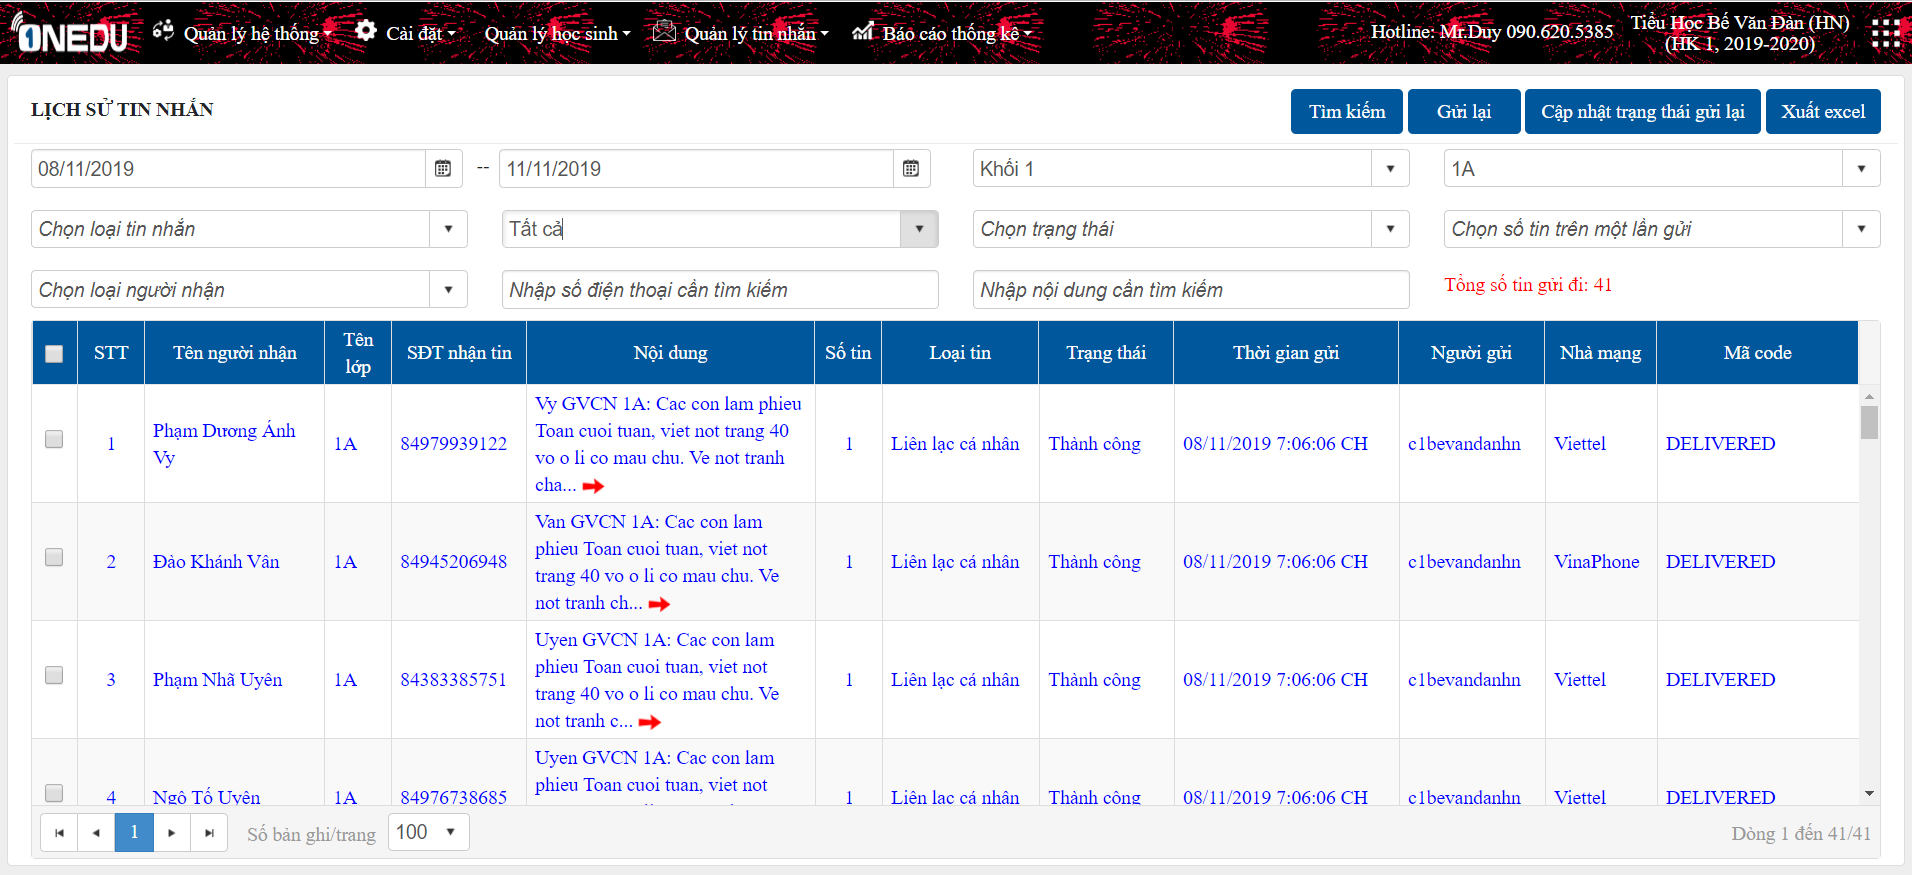 ONEDU Quản lý hệ thống Cài đặt Quản lý học sinh Quản lý tin nhắn Báo cáo thống kê Hotline: Mr.Duy 090.620.5385 Tiểu Học Bế Văn Đàn (HN)
(HK 1, 2019-2020)
LỊCH SỬ TIN NHẮN Tìm kiếm Gửi lại Cập nhật trạng thái gửi lại Xuất excel
08/11/2019 -- 11/11/2019 Khối 1 1A
Chọn loại tin nhắn Tất cả Chọn trạng thái Chọn số tin trên một lần gửi
Chọn loại người nhận Nhập số điện thoại cần tìm kiếm Nhập nội dung cần tìm kiếm Tổng số tin gửi đi: 41
STT Tên người nhận Tên lớp SĐT nhận tin Nội dung Số tin Loại tin Trạng thái Thời gian gửi Người gửi Nhà mạng Mã code
1 Phạm Dương Ánh Vy 1A 84979939122 Vy GVCN 1A: Cac con lam phieu
Toan cuoi tuan, viet not trang 40
vo o li co mau chu. Ve not tranh
cha... 1 Liên lạc cá nhân Thành công 08/11/2019 7:06:06 CH c1bevandanhn Viettel DELIVERED
2 Đào Khánh Vân 1A 84945206948 Van GVCN 1A: Cac con lam
phieu Toan cuoi tuan, viet not
trang 40 vo o li co mau chu. Ve
not tranh ch... 1 Liên lạc cá nhân Thành công 08/11/2019 7:06:06 CH c1bevandanhn VinaPhone DELIVERED
3 Phạm Nhã Uyên 1A 84383385751 Uyen GVCN 1A: Cac con lam
phieu Toan cuoi tuan, viet not
trang 40 vo o li co mau chu. Ve
not tranh c... 1 Liên lạc cá nhân Thành công 08/11/2019 7:06:06 CH c1bevandanhn Viettel DELIVERED
4 Ngô Tố Uyên 1A 84976738685 Uyen GVCN 1A: Cac con lam
phieu Toan cuoi tuan, viet not
1 Liên lạc cá nhân Thành công 08/11/2019 7:06:06 CH c1bevandanhn Viettel DELIVERED
1 Số bản ghi/trang 100 Dòng 1 đến 41/41